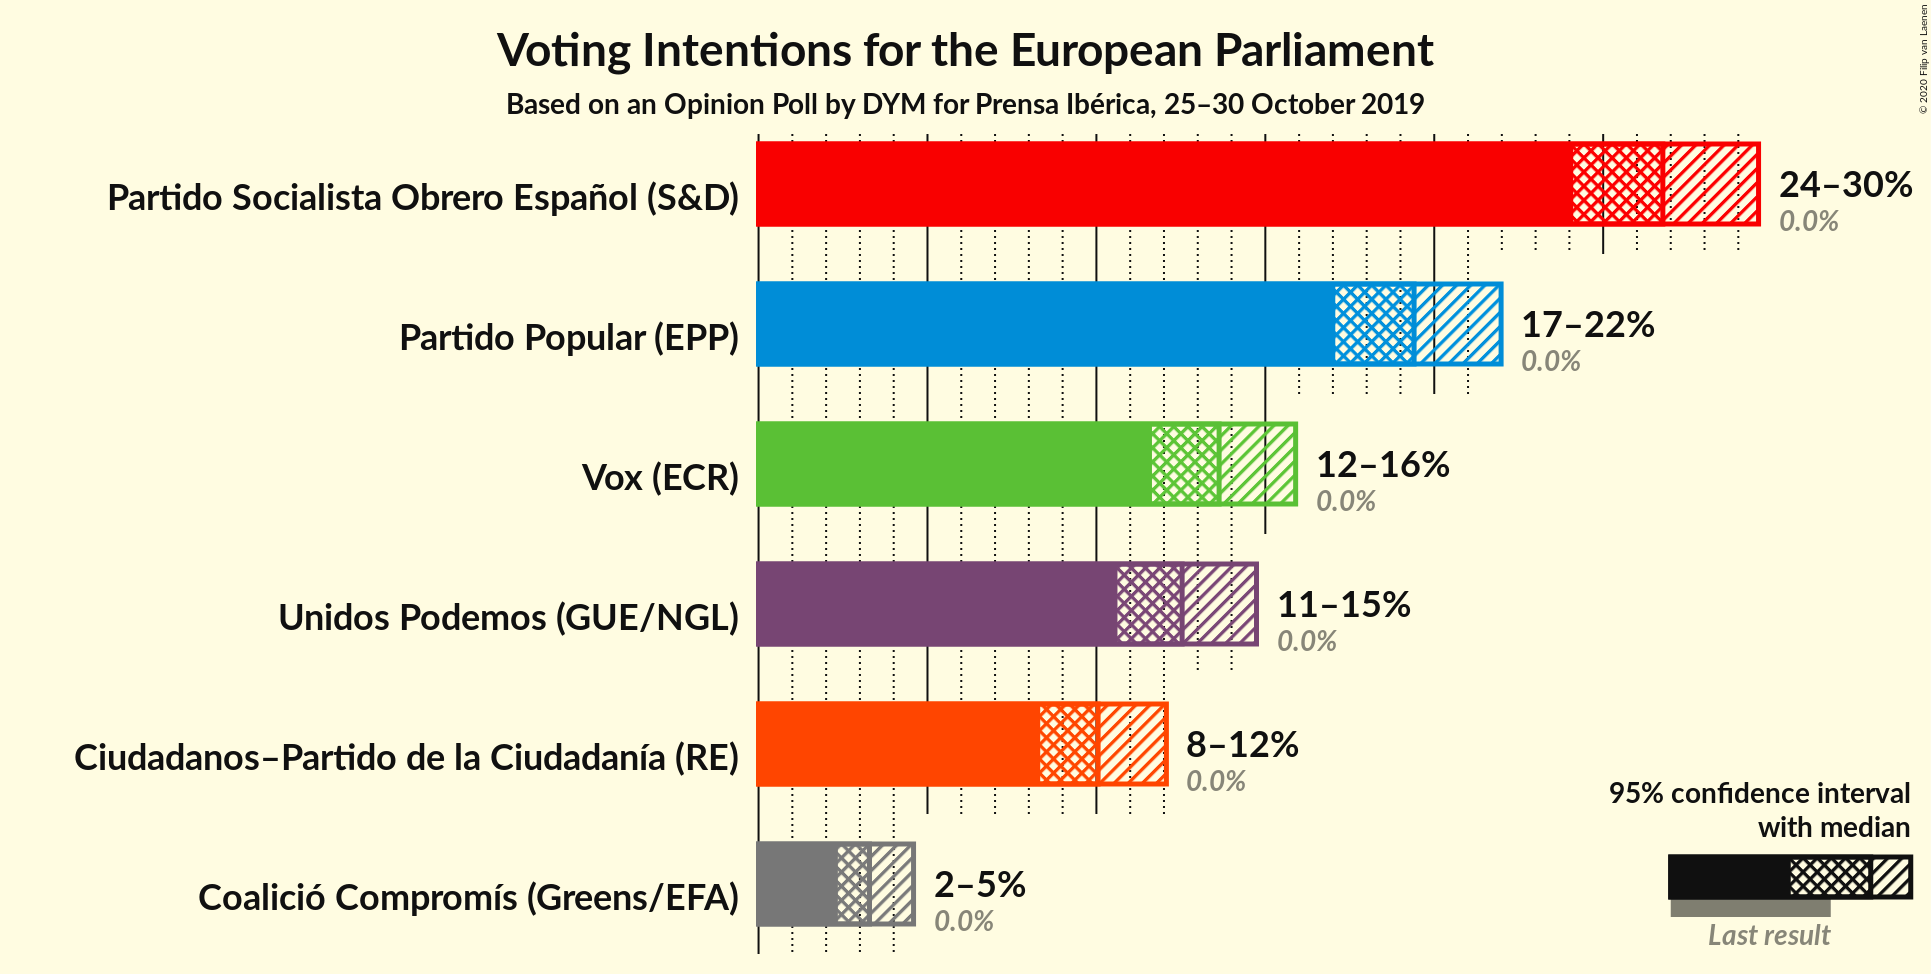 Voting Intentions for the European Parliament
Based on an Opinion Poll by DYM for Prensa Ibérica, 25–30 October 2019
© 2020 Filip van Laenen
Partido Socialista Obrero Español (S&D)
24–30%
0.0%
Partido Popular (EPP)
17–22%
0.0%
Vox (ECR)
12–16%
0.0%
Unidos Podemos (GUE/NGL)
11–15%
0.0%
Ciudadanos–Partido de la Ciudadanía (RE)
8–12%
0.0%
Coalició Compromís (Greens/EFA)
2–5%
0.0%
95% confidence interval
with median
Last result